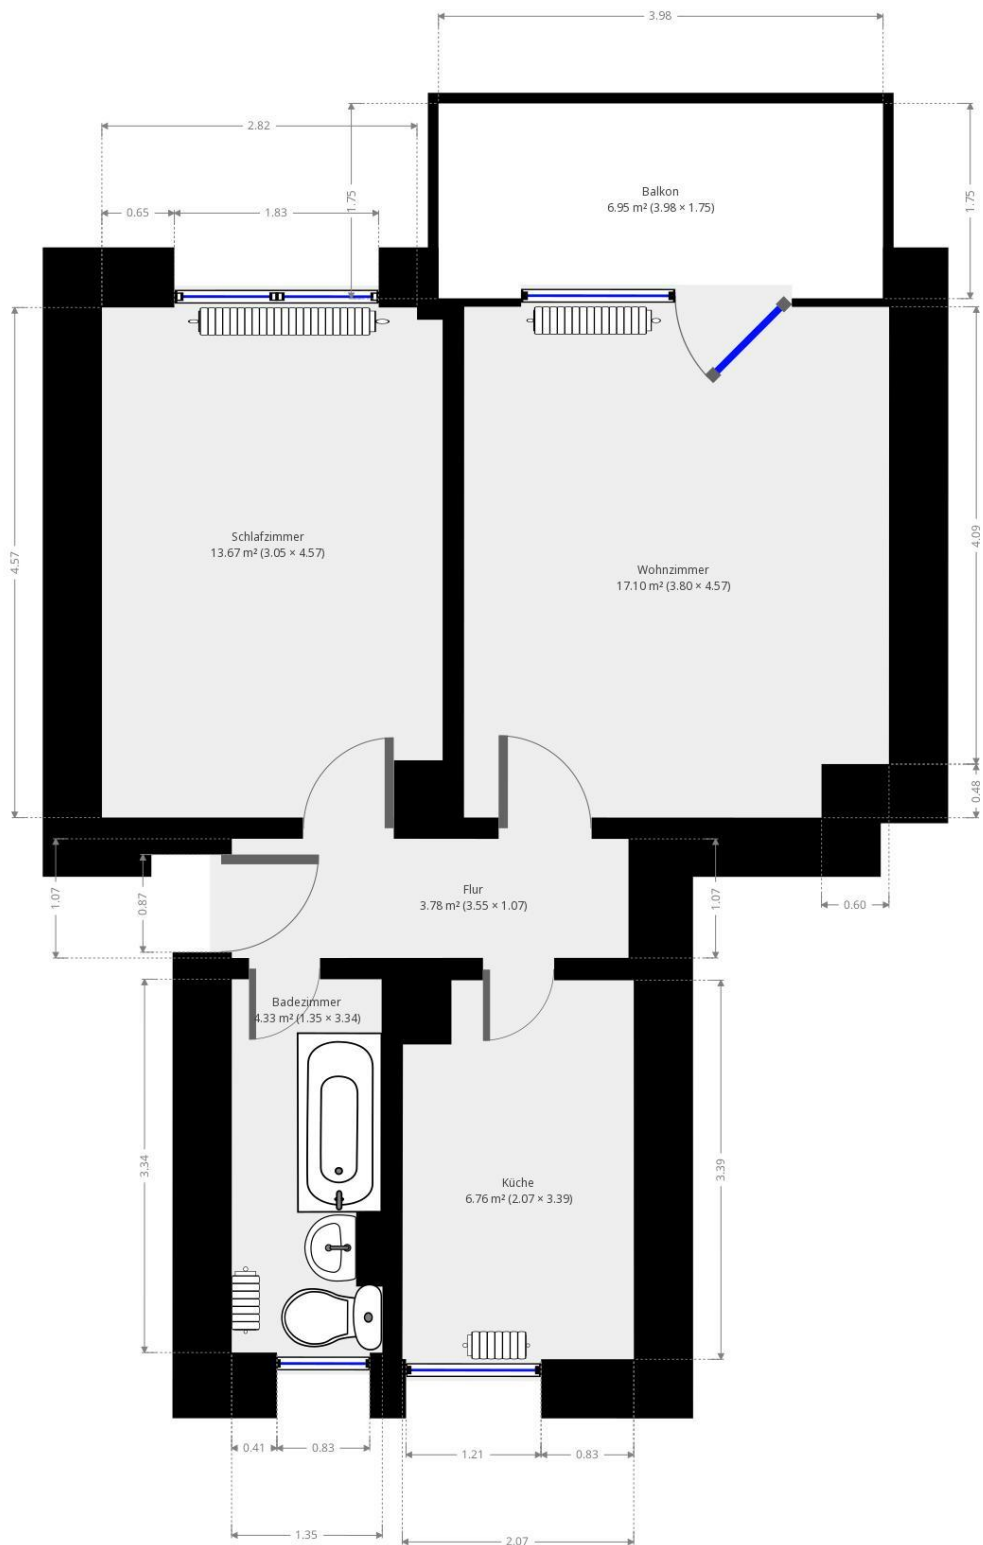 3.98
2.82
1.75
1.75
Balkon
6.95 m² (3.98 × 1.75)
0.65
1.83
4.57
4.09
Schlafzimmer
13.67 m² (3.05 × 4.57)
Wohnzimmer
17.10 m² (3.80 × 4.57)
0.48
1.07
0.87
Flur
3.78 m² (3.55 × 1.07)
1.07
0.60
Badezimmer
4.33 m² (1.35 × 3.34)
3.34
3.39
Küche
6.76 m² (2.07 × 3.39)
0.41
0.83
1.21
0.83
1.35
2.07